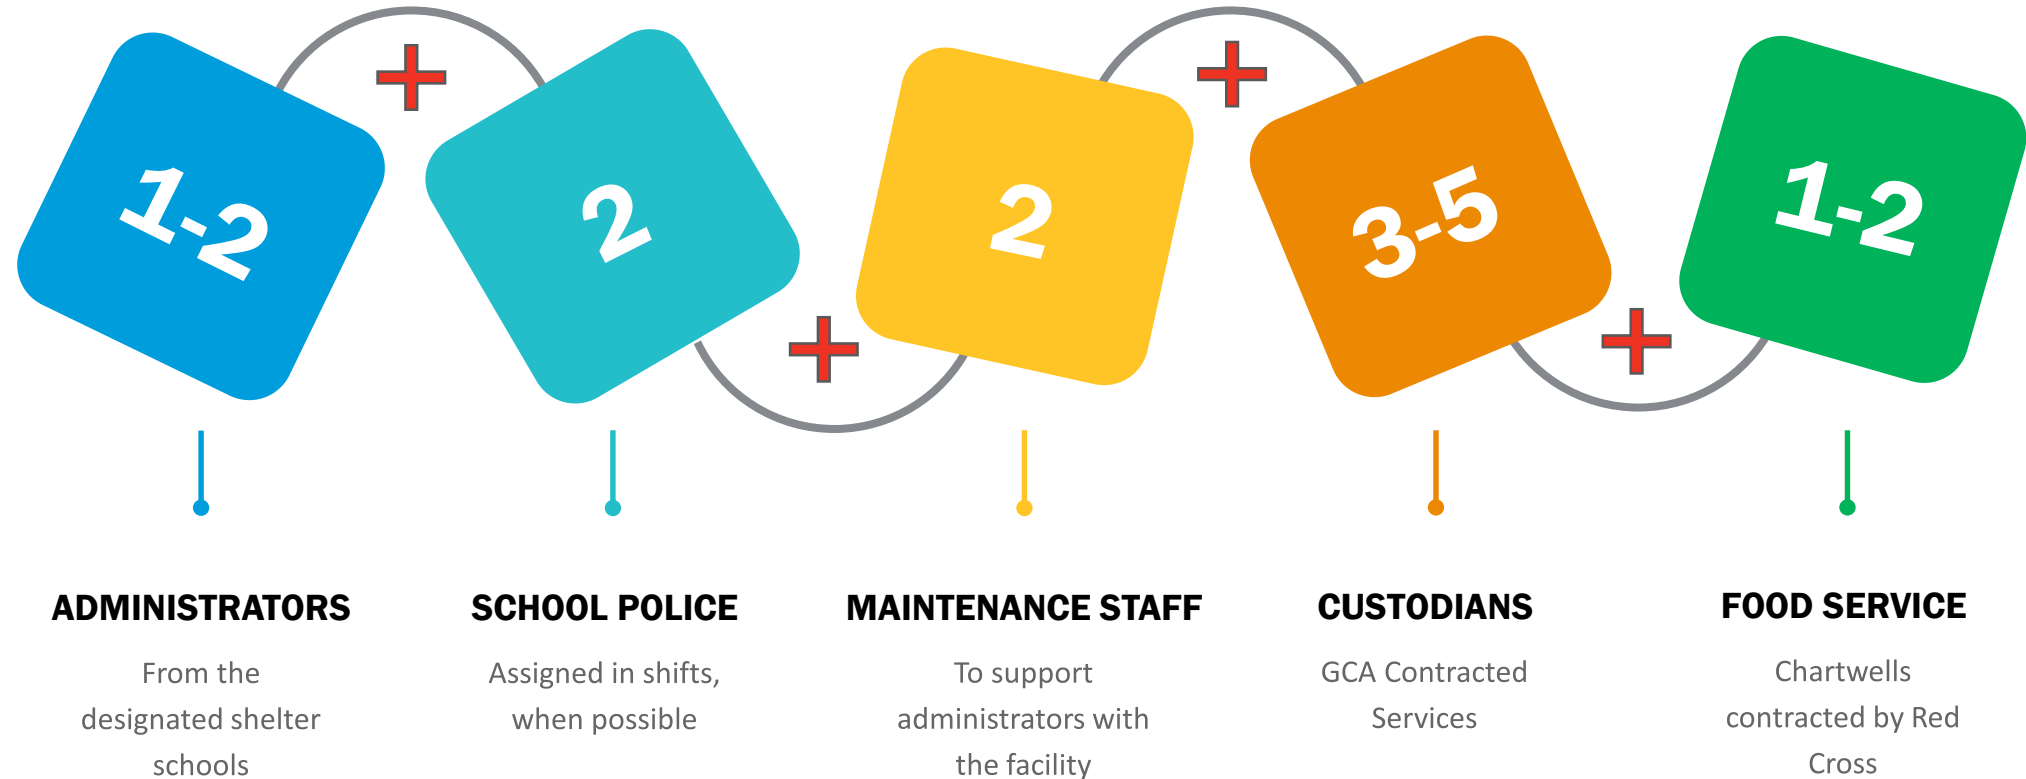 1-2
2
2
3-5
1-2
ADMINISTRATORS
From the
designated shelter
schools
SCHOOL POLICE
Assigned in shifts,
when possible
MAINTENANCE STAFF
To support
administrators with
the facility
CUSTODIANS
GCA Contracted
Services
FOOD SERVICE
Chartwells
contracted by Red
Cross